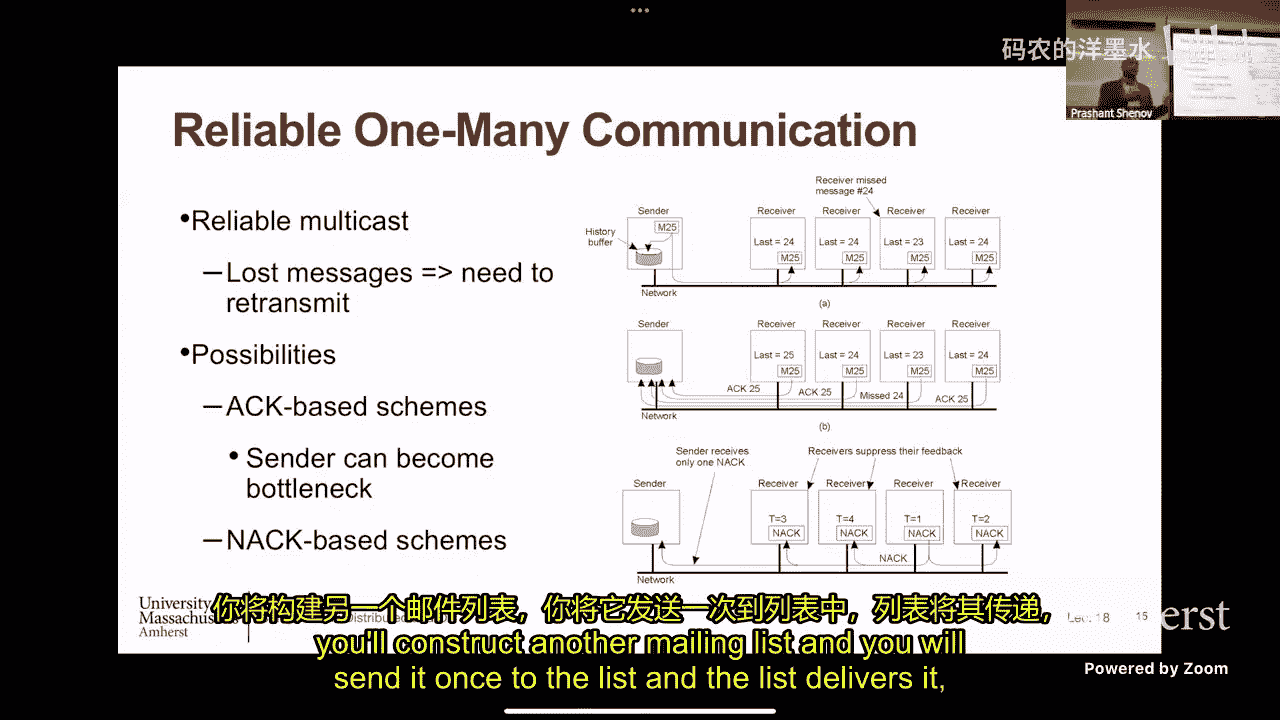 码农的洋墨水
Prashant Shenoy
Reliable One-Many Communication
•Reliable multicast
–Lost messages => need to
retransmit
•Possibilities
–ACK-based schemes
•Sender can become
bottleneck
–NACK-based schemes
Receiver missed
message #24
Sender
Receiver
Receiver
Receiver
Receiver
History
buffer
M25
Last = 24
Last = 24
Last = 23
Last = 24
M25
M25
M25
M25
Network
(a)
Sender
Receiver
Receiver
Receiver
Receiver
Last = 25
Last = 24
Last = 23
Last = 24
M25
M25
M25
M25
ACK 25
ACK 25
Missed 24
ACK 25
Network
(b)
Sender receives
only one NACK
Receivers suppress their feedback
Sender
Receiver
Receiver
Receiver
Receiver
T=3
T=4
T=1
T=2
NACK
NACK
NACK
NACK
NACK
Network
University
Massachus
Amherst
Distributed
Lec. 18
15
erst
你将构建另一个邮件列表，你将它发送一次到列表中，列表将其传递，
you'll construct another mailing list and you will
send it once to the list and the list delivers it,
Powered by Zoom